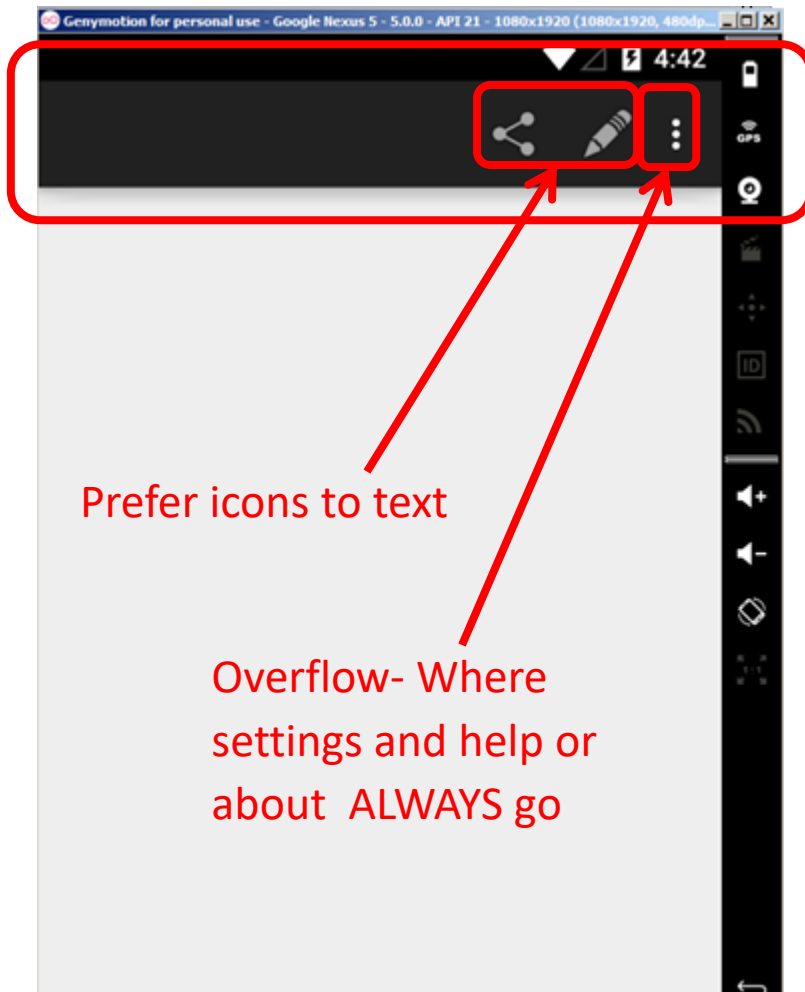 Genymotion for personal use - Google Nexus 5 - 5.0.0 - API 21 - 1080x1920 (1080x1920, 480dp...
4:42
GPS
ID
Prefer icons to text
Overflow- Where
settings and help or
about ALWAYS go